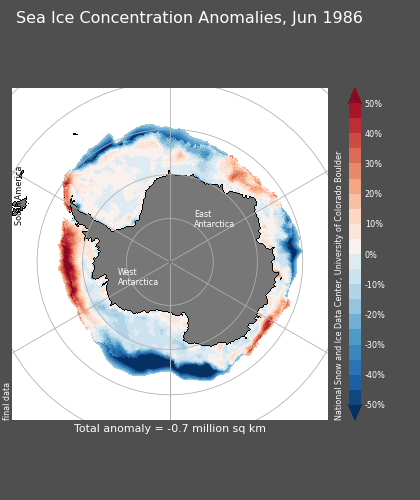 Sea Ice Concentration Anomalies, Jun 1986
South America
East
Antarctica
West
Antarctica
50%
40%
30%
20%
10%
0%
-10%
-20%
-30%
-40%
-50%
National Snow and Ice Data Center, University of Colorado Boulder
final data
Total anomaly = -0.7 million sq km